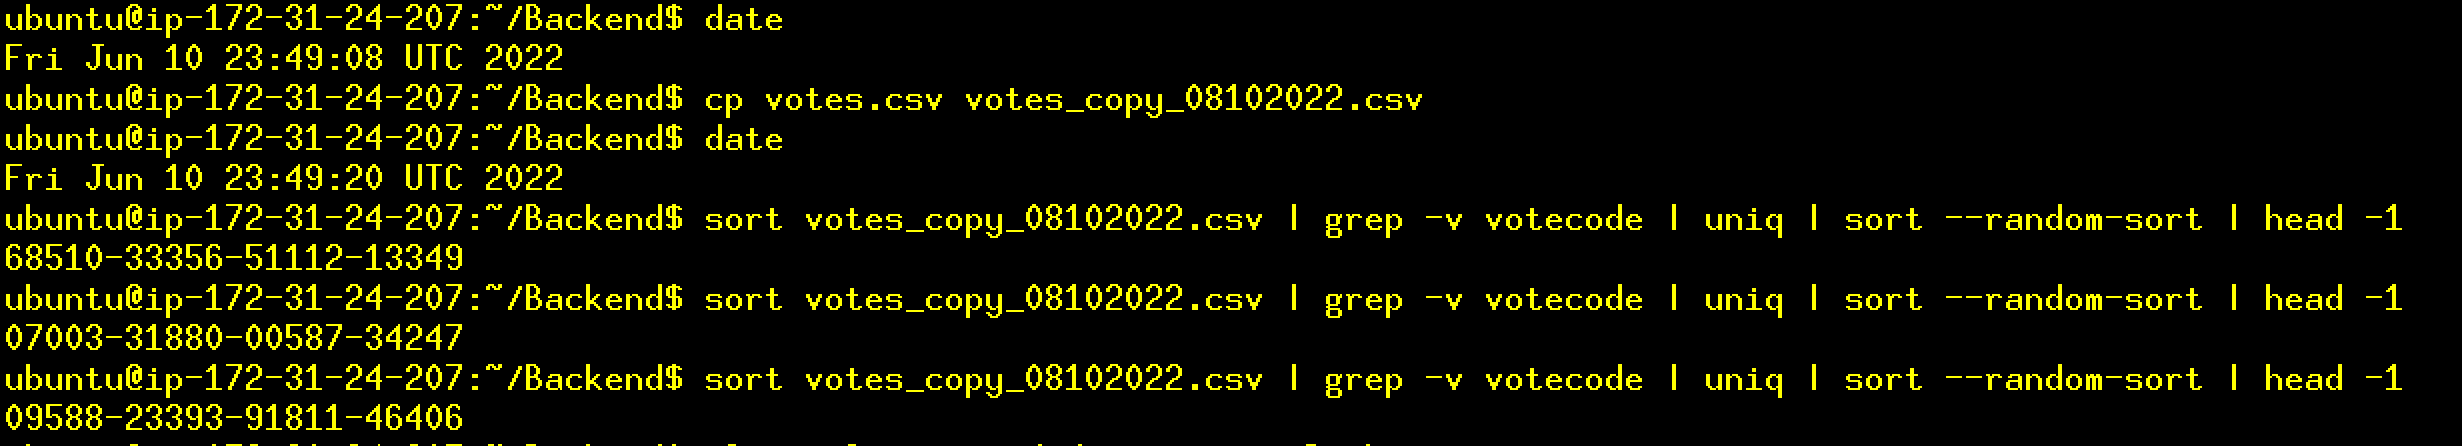 ubuntu@ip-172-31-24-207:~/Backend$ date
Fri Jun 10 23:49:08 UTC 2022
ubuntu@ip-172-31-24-207:~/Backend$ cp votes.csv votes_copy_08102022.csv
ubuntu@ip-172-31-24-207:~/Backend$ date
Fri Jun 10 23:49:20 UTC 2022
ubuntu@ip-172-31-24-207:~/Backend$ sort votes_copy_08102022.csv | grep -v votecode | uniq | sort --random-sort | head -1
68510-33356-51112-13349
ubuntu@ip-172-31-24-207:~/Backend$ sort votes_copy_08102022.csv | grep -v votecode | uniq | sort --random-sort | head -1
07003-31880-00587-34247
ubuntu@ip-172-31-24-207:~/Backend$ sort votes_copy_08102022.csv | grep -v votecode | uniq | sort --random-sort | head -1
09588-23393-91811-46406